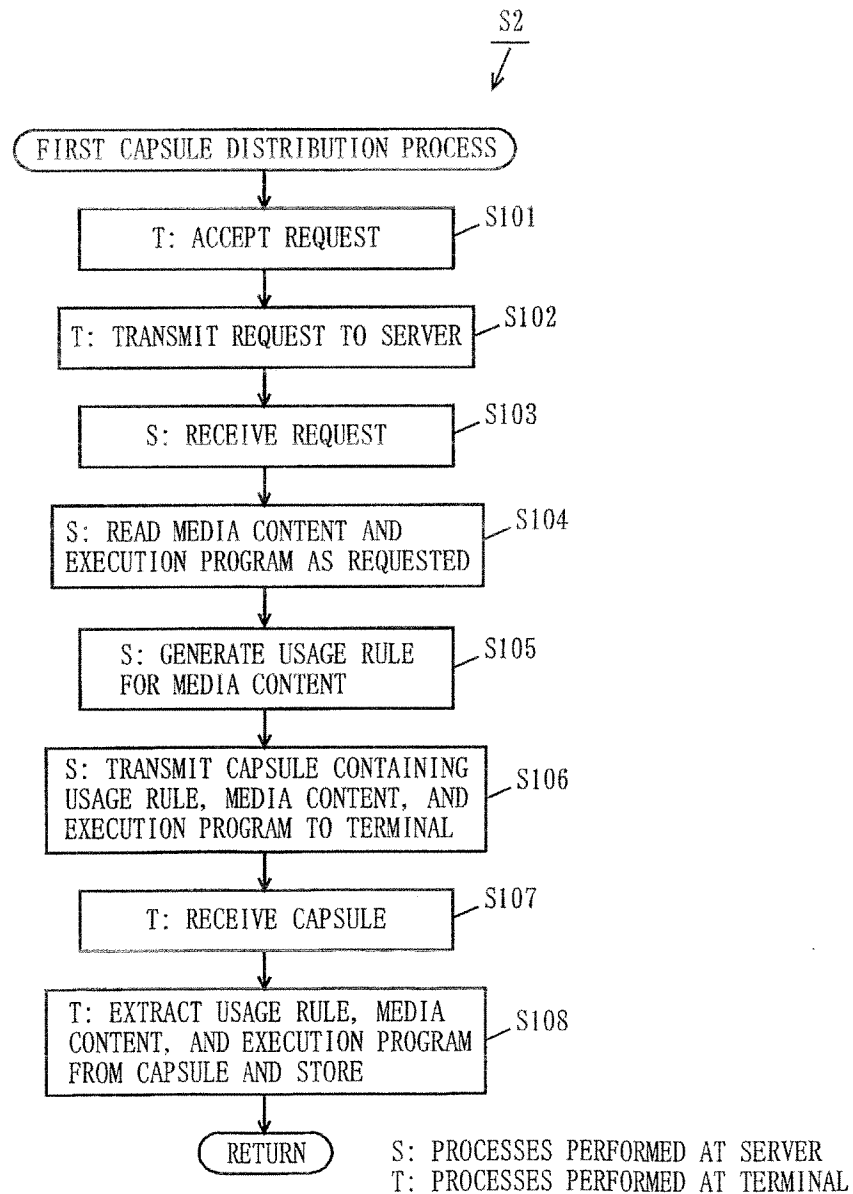 S2
FIRST CAPSULE DISTRIBUTION PROCESS
T: ACCEPT REQUEST
S101
T: TRANSMIT REQUEST TO SERVER
S102
S: RECEIVE REQUEST
S103
S: READ MEDIA CONTENT AND
EXECUTION PROGRAM AS REQUESTED
S104
S: GENERATE USAGE RULE
FOR MEDIA CONTENT
S105
S: TRANSMIT CAPSULE CONTAINING
USAGE RULE, MEDIA CONTENT, AND
EXECUTION PROGRAM TO TERMINAL
S106
T: RECEIVE CAPSULE
S107
T: EXTRACT USAGE RULE, MEDIA
CONTENT, AND EXECUTION PROGRAM
FROM CAPSULE AND STORE
S108
RETURN
S: PROCESSES PERFORMED AT SERVER
T: PROCESSES PERFORMED AT TERMINAL